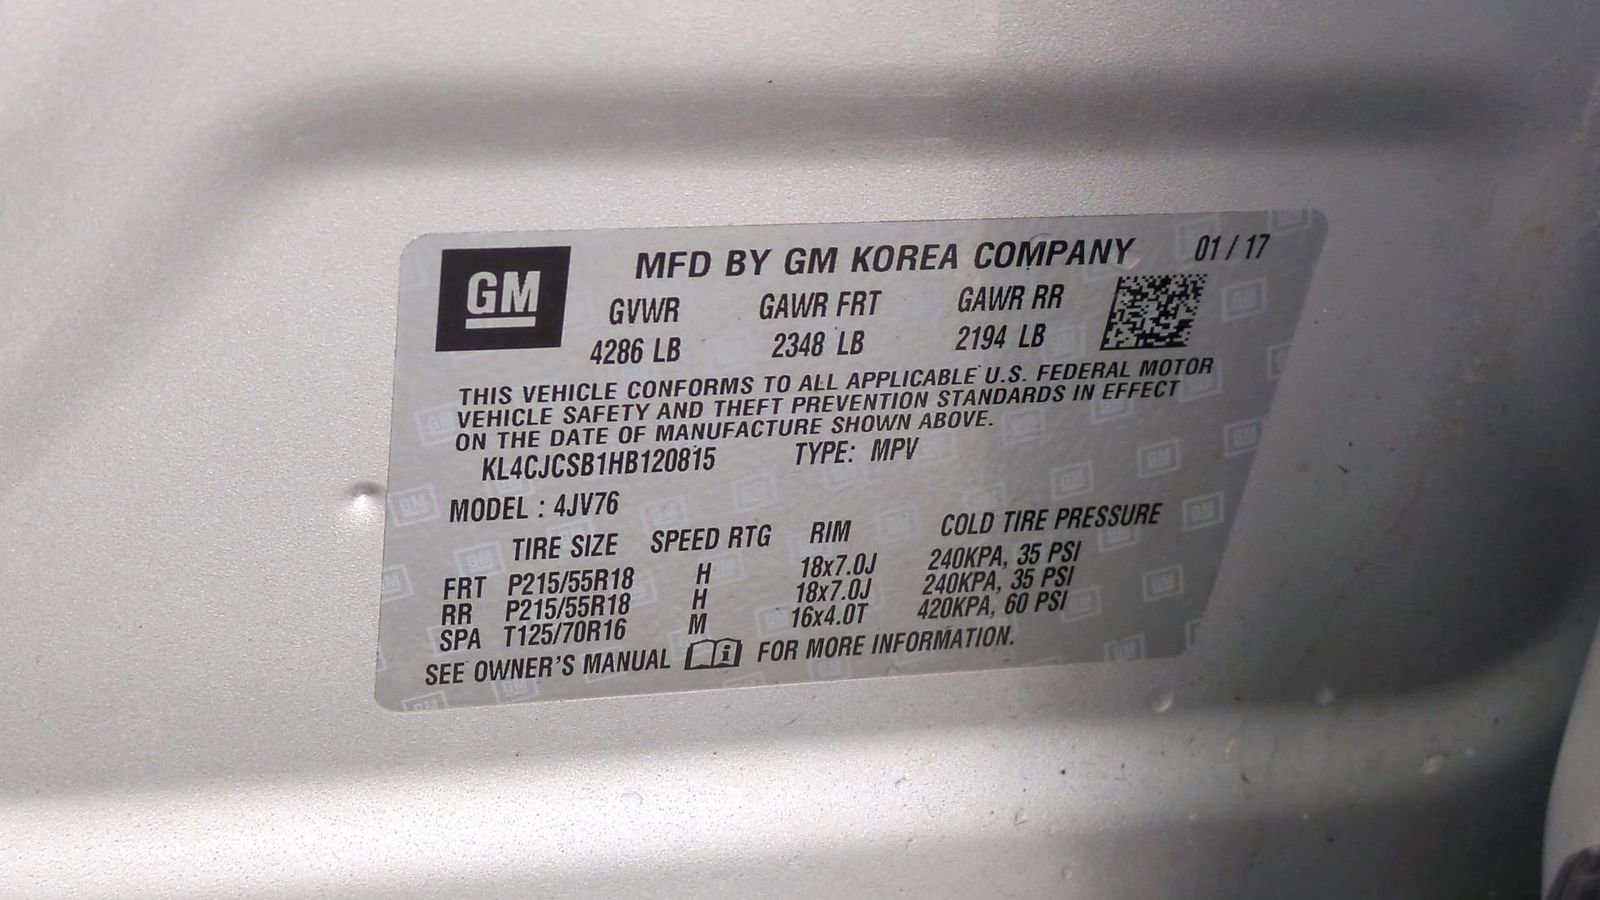 GM
MFD BY GM KOREA COMPANY 01 / 17
GVWR GAWR FRT GAWR RR
4286 LB 2348 LB 2194 LB
THIS VEHICLE CONFORMS TO ALL APPLICABLE U.S. FEDERAL MOTOR
VEHICLE SAFETY AND THEFT PREVENTION STANDARDS IN EFFECT
ON THE DATE OF MANUFACTURE SHOWN ABOVE.
KL4CJCSB1HB120815 TYPE: MPV
MODEL : 4JV76
TIRE SIZE SPEED RTG RIM COLD TIRE PRESSURE
FRT P215/55R18 H 18x7.0J 240KPA, 35 PSI
RR P215/55R18 H 18x7.0J 240KPA, 35 PSI
SPA T125/70R16 M 16x4.0T 420KPA, 60 PSI
SEE OWNER'S MANUAL i FOR MORE INFORMATION.